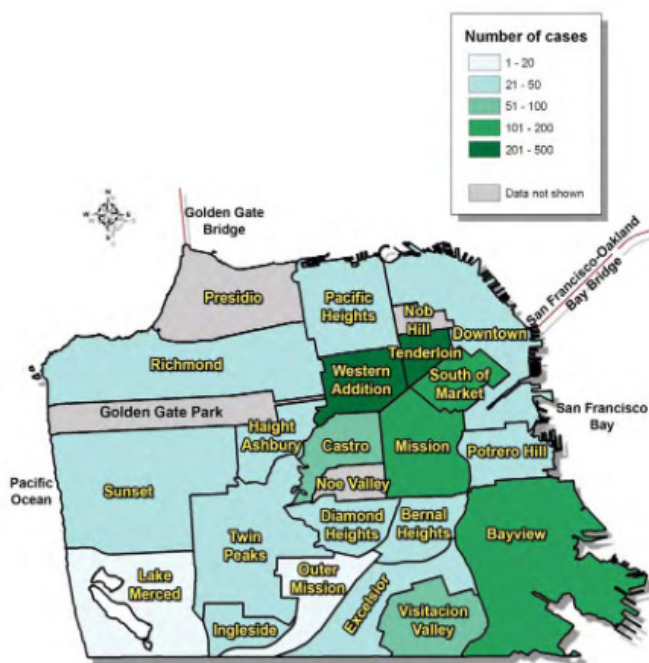 Number of cases
1 - 20
21 - 50
51 - 100
101 - 200
201 - 500
Data not shown
N
W
E
S
Golden Gate
Bridge
San Francisco-Oakland
Bay Bridge
Presidio
Pacific
Heights
Nob
Hill
Downtown
Richmond
Tenderloin
Western
Addition
South of
Market
Golden Gate Park
San Francisco
Bay
Haight
Ashbury
Castro
Mission
Potrero Hill
Pacific
Ocean
Sunset
Noe Valley
Twin
Peaks
Diamond
Heights
Bernal
Heights
Bayview
Lake
Merced
Outer
Mission
Excelsior
Visitacion
Valley
Ingleside